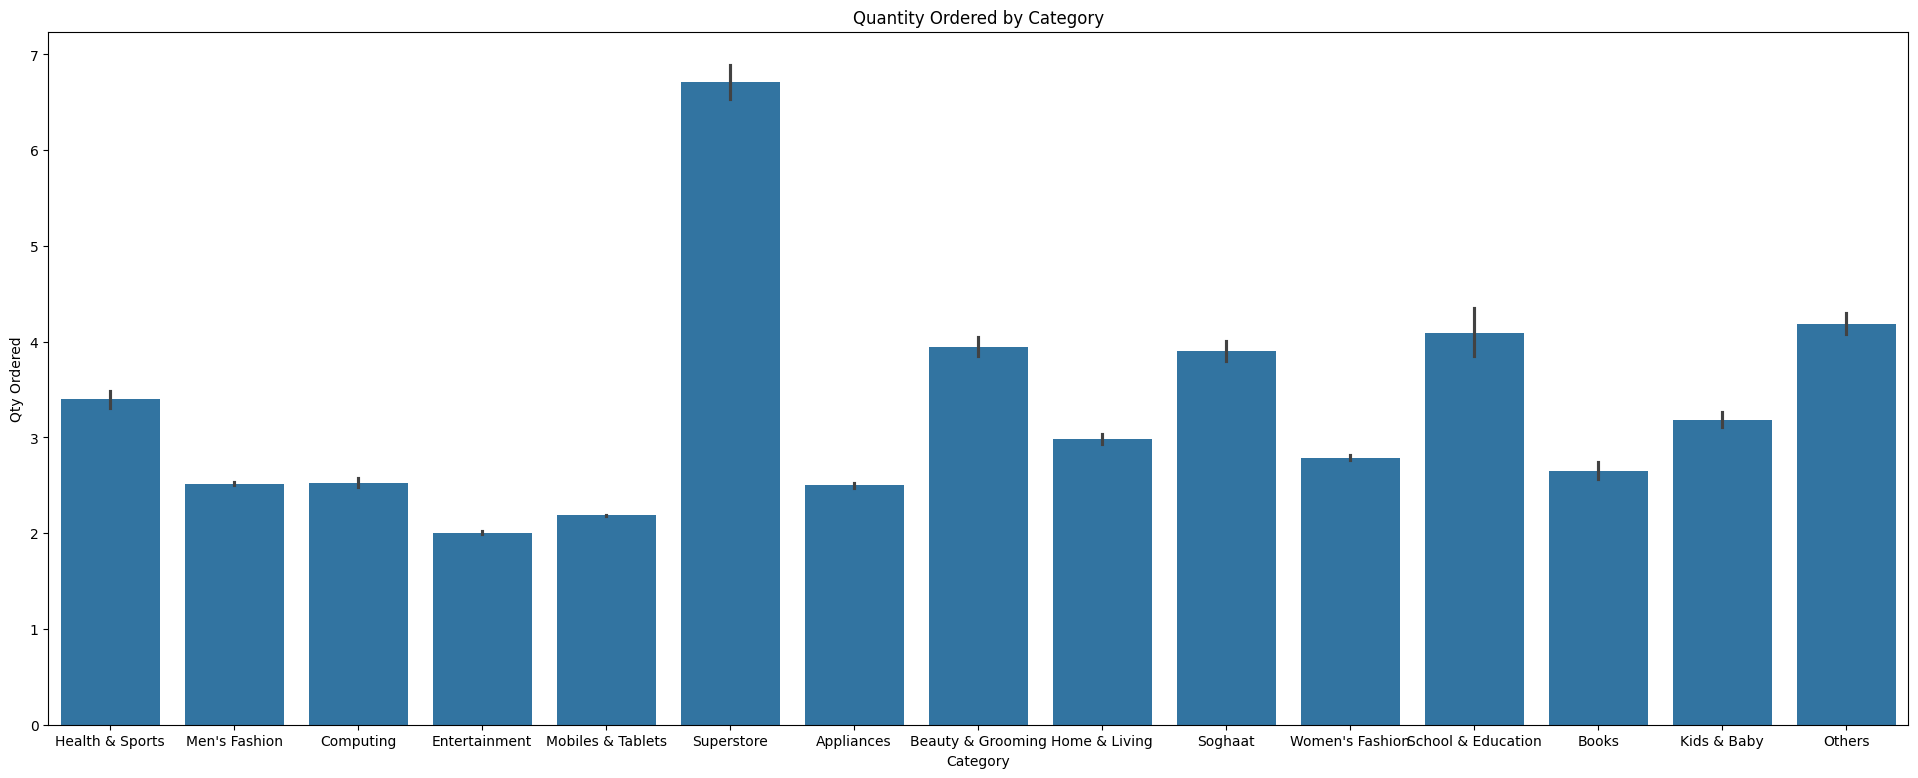 Quantity Ordered by Category
7
6
5
4
3
2
1
0
Qty Ordered
Health & Sports Men's Fashion Computing Entertainment Mobiles & Tablets Superstore Appliances Beauty & Grooming Home & Living Soghaat Women's Fashion School & Education Books Kids & Baby Others
Category